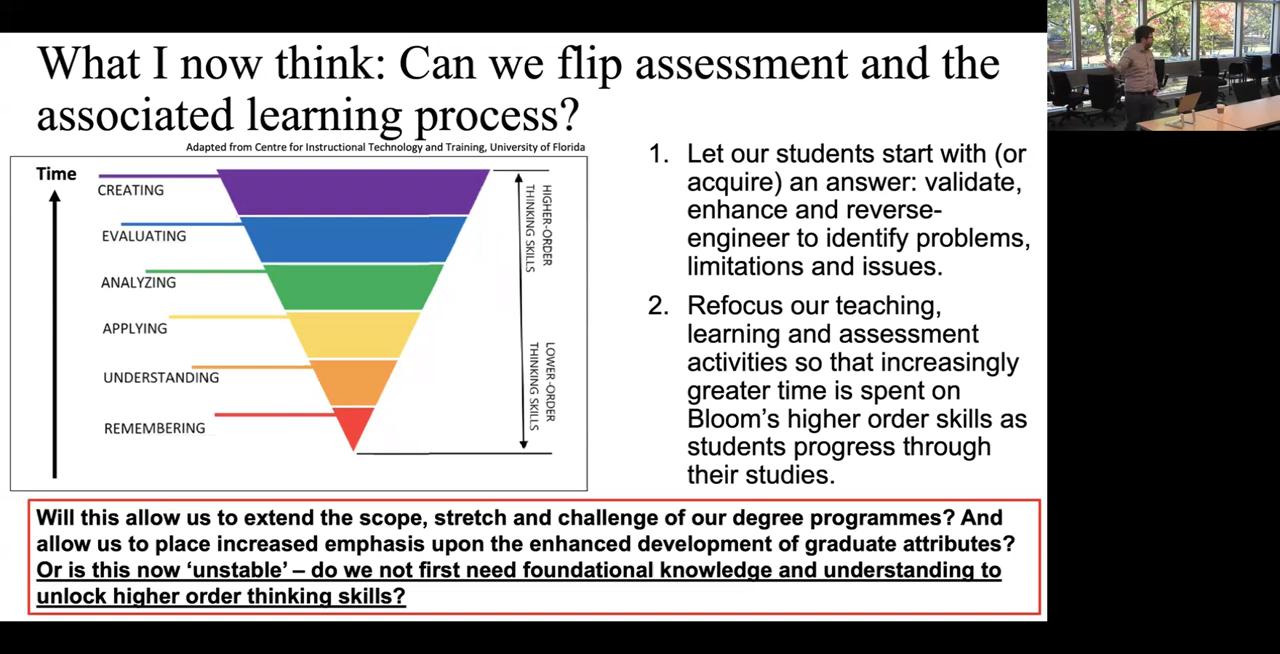 What I now think: Can we flip assessment and the
associated learning process?
Adapted from Centre for Instructional Technology and Training, University of Florida
Time
CREATING
EVALUATING
ANALYZING
APPLYING
UNDERSTANDING
REMEMBERING
HIGHER-ORDER
THINKING SKILLS
LOWER-ORDER
THINKING SKILLS
1. Let our students start with (or
acquire) an answer: validate,
enhance and reverse-
engineer to identify problems,
limitations and issues.
2. Refocus our teaching,
learning and assessment
activities so that increasingly
greater time is spent on
Bloom’s higher order skills as
students progress through
their studies.
Will this allow us to extend the scope, stretch and challenge of our degree programmes? And
allow us to place increased emphasis upon the enhanced development of graduate attributes?
Or is this now ‘unstable’ – do we not first need foundational knowledge and understanding to
unlock higher order thinking skills?